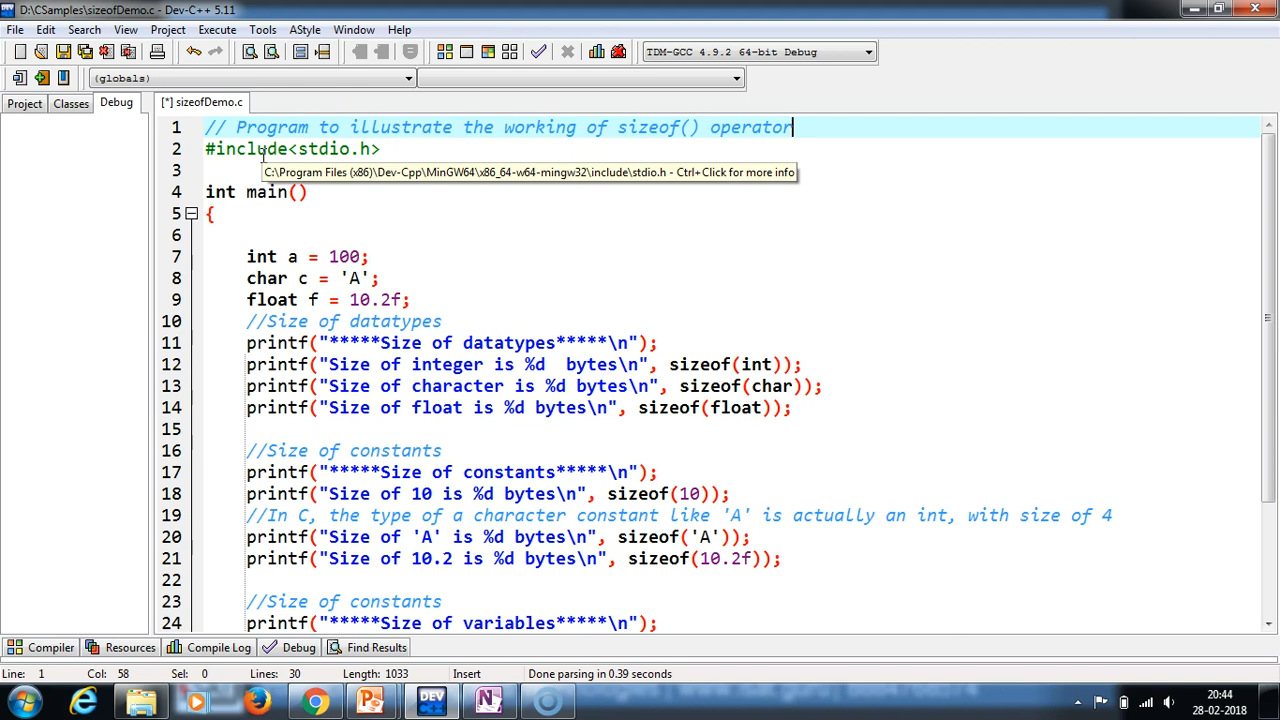 D:\CSamples\sizeofDemo.c - Dev-C++ 5.11
File Edit Search View Project Execute Tools AStyle Window Help
TDM-GCC 4.9.2 64-bit Debug
(globals)
Project Classes Debug
[*] sizeofDemo.c
1 // Program to illustrate the working of sizeof() operator
2 #include<stdio.h>
3 C:\Program Files (x86)\Dev-Cpp\MinGW64\x86_64-w64-mingw32\include\stdio.h - Ctrl+Click for more info
4 int main()
5 {
6
7 int a = 100;
8 char c = 'A';
9 float f = 10.2f;
10 //Size of datatypes
11 printf("*****Size of datatypes*****\n");
12 printf("Size of integer is %d  bytes\n", sizeof(int));
13 printf("Size of character is %d bytes\n", sizeof(char));
14 printf("Size of float is %d bytes\n", sizeof(float));
15
16 //Size of constants
17 printf("*****Size of constants*****\n");
18 printf("Size of 10 is %d bytes\n", sizeof(10));
19 //In C, the type of a character constant like 'A' is actually an int, with size of 4
20 printf("Size of 'A' is %d bytes\n", sizeof('A'));
21 printf("Size of 10.2 is %d bytes\n", sizeof(10.2f));
22
23 //Size of constants
24 printf("*****Size of variables*****\n");
Compiler Resources Compile Log Debug Find Results
Line: 1 Col: 58 Sel: 0 Lines: 30 Length: 1033 Insert Done parsing in 0.39 seconds
20:44
28-02-2018